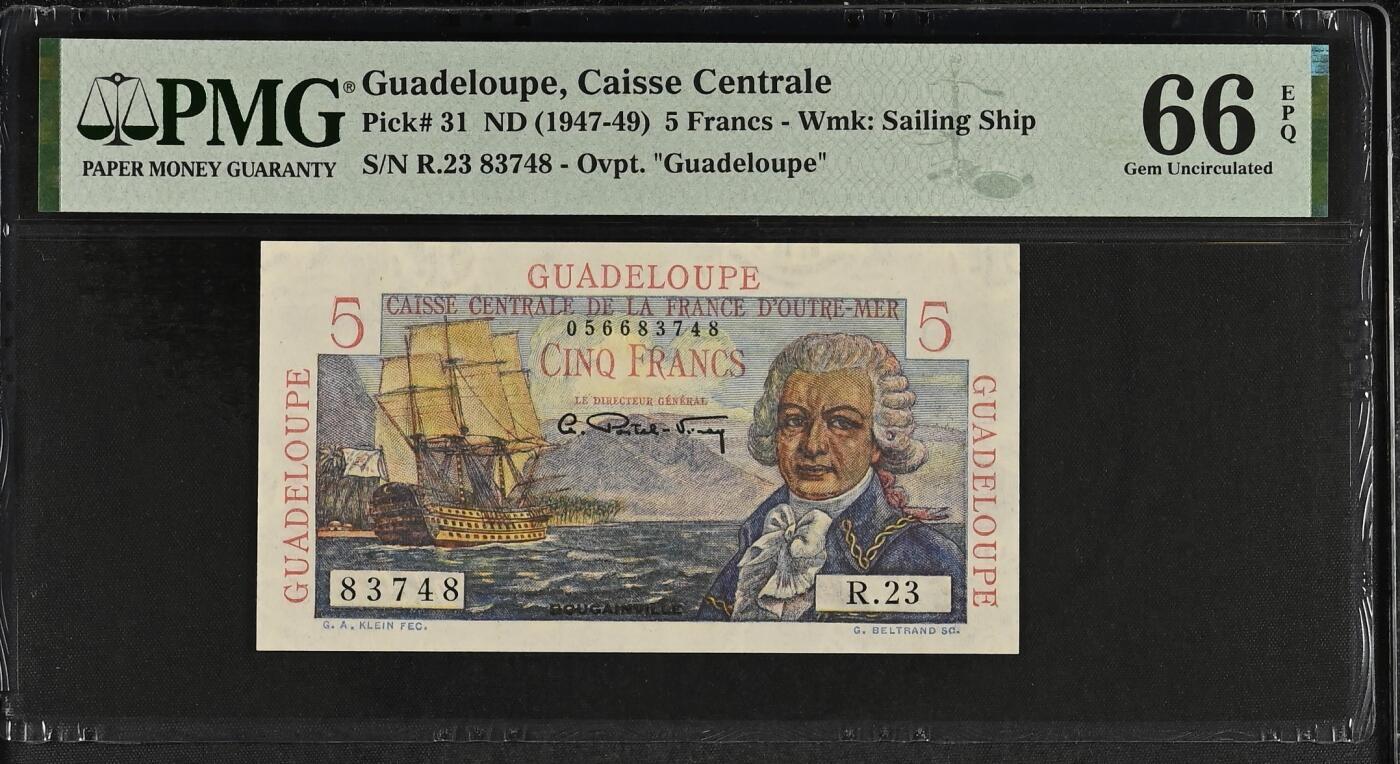 PMG®
PAPER MONEY GUARANTY
Guadeloupe, Caisse Centrale
Pick# 31 ND (1947-49) 5 Francs - Wmk: Sailing Ship
S/N R.23 83748 - Ovpt. "Guadeloupe"
66
EPQ
Gem Uncirculated
GUADELOUPE
5
CAISSE CENTRALE DE LA FRANCE D'OUTRE-MER
5
056683748
CINQ FRANCS
LE DIRECTEUR GÉNÉRAL
GUADELOUPE
GUADELOUPE
83748
R.23
BOUGAINVILLE
G. A. KLEIN FEC.
G. BELTRAND SC.